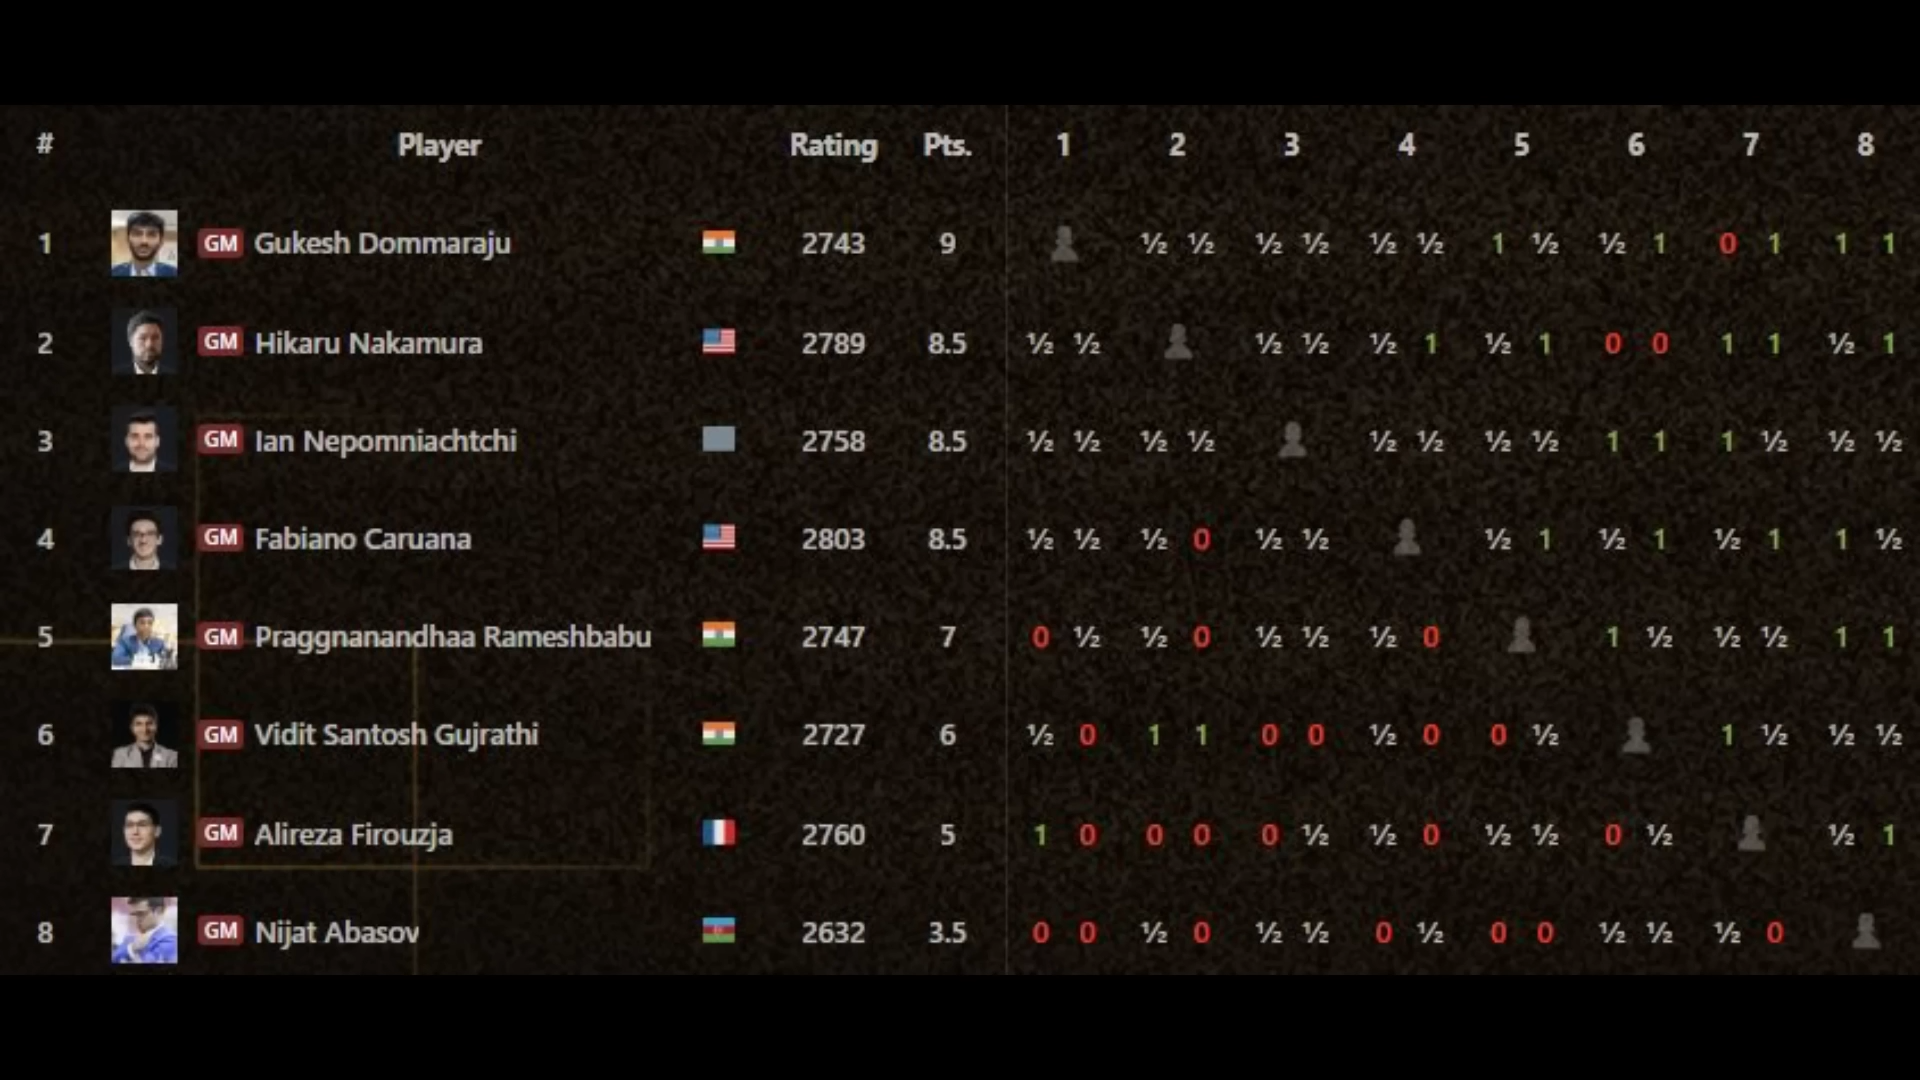 # Player Rating Pts. 1 2 3 4 5 6 7 8
1 GM Gukesh Dommaraju 2743 9 ½ ½ ½ ½ ½ ½ 1 ½ ½ 1 0 1 1 1
2 GM Hikaru Nakamura 2789 8.5 ½ ½ ½ ½ ½ 1 ½ 1 0 0 1 1 ½ 1
3 GM Ian Nepomniachtchi 2758 8.5 ½ ½ ½ ½ ½ ½ ½ ½ 1 1 1 ½ ½ ½
4 GM Fabiano Caruana 2803 8.5 ½ ½ ½ 0 ½ ½ ½ 1 ½ 1 ½ 1 1 ½
5 GM Praggnanandhaa Rameshbabu 2747 7 0 ½ ½ 0 ½ ½ ½ 0 1 ½ ½ ½ 1 1
6 GM Vidit Santosh Gujrathi 2727 6 ½ 0 1 1 0 0 ½ 0 0 ½ 1 ½ ½ ½
7 GM Alireza Firouzja 2760 5 1 0 0 0 0 ½ ½ 0 ½ ½ 0 ½ ½ 1
8 GM Nijat Abasov 2632 3.5 0 0 ½ 0 ½ ½ 0 ½ 0 0 ½ ½ ½ 0